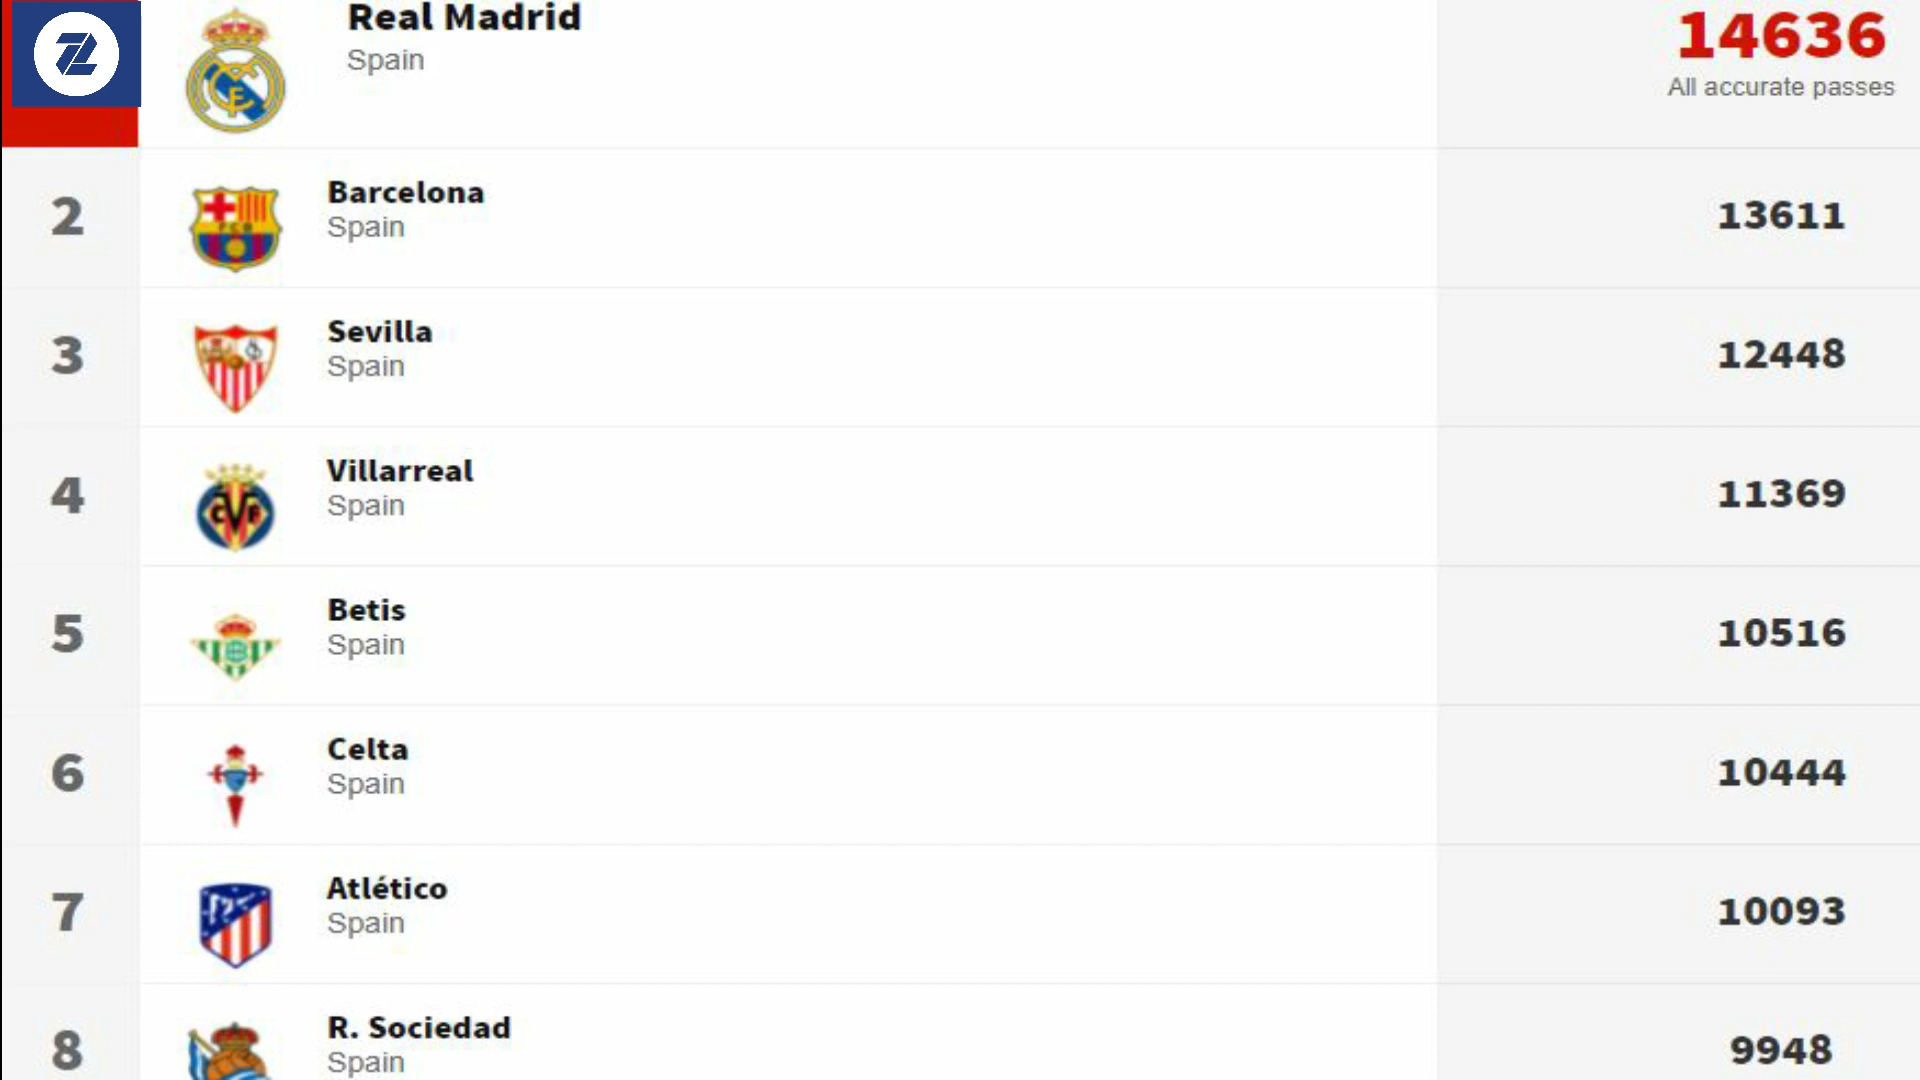 Real Madrid
Spain
14636
All accurate passes
2
Barcelona
Spain
13611
3
Sevilla
Spain
12448
4
Villarreal
Spain
11369
5
Betis
Spain
10516
6
Celta
Spain
10444
7
Atlético
Spain
10093
8
R. Sociedad
Spain
9948